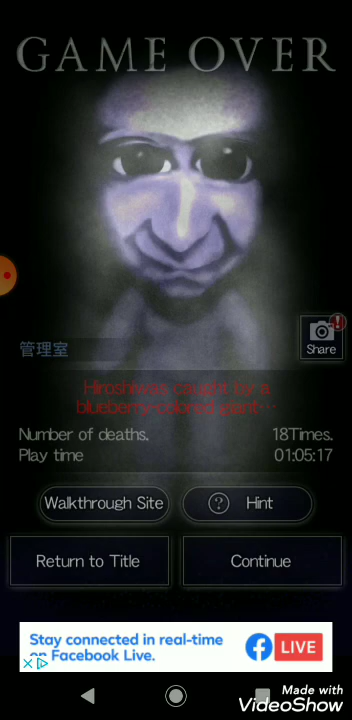 GAME OVER
管理室
Share
Hiroshi was caught by a
blueberry-colored giant…
Number of deaths. 18Times.
Play time 01:05:17
Walkthrough Site
? Hint
Return to Title
Continue
Stay connected in real-time
on Facebook Live.
LIVE
Made with
VideoShow